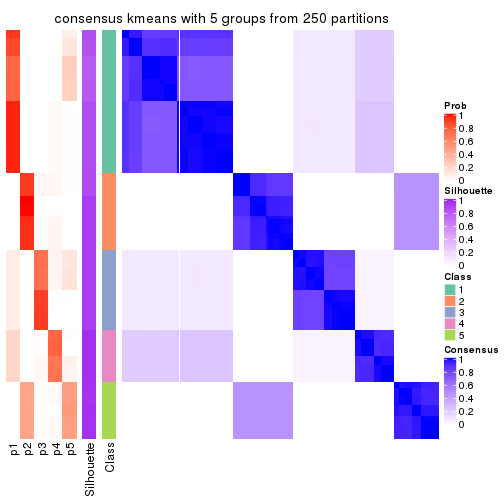 consensus kmeans with 5 groups from 250 partitions
Prob
1
0.8
0.6
0.4
0.2
0
Silhouette
1
0.8
0.6
0.4
0.2
0
Class
1
2
3
4
5
Consensus
1
0.8
0.6
0.4
0.2
0
p1
p2
p3
p4
p5
Silhouette
Class